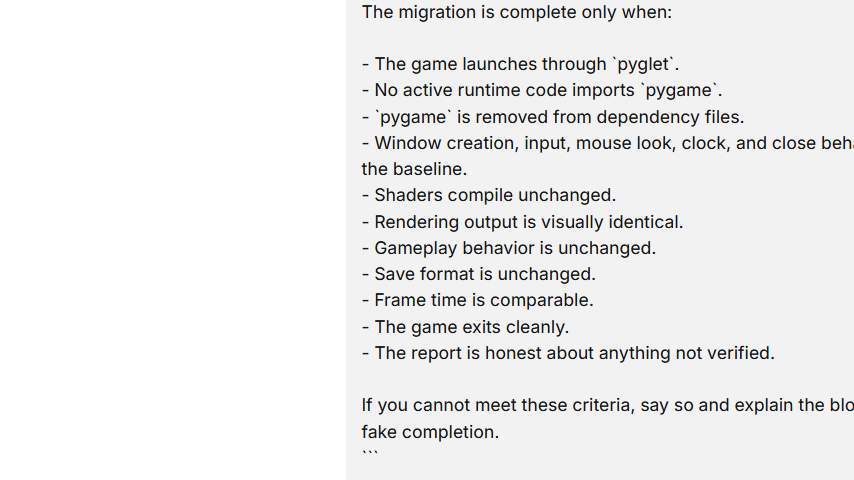 The migration is complete only when:
- The game launches through `pyglet`.
- No active runtime code imports `pygame`.
- `pygame` is removed from dependency files.
- Window creation, input, mouse look, clock, and close
the baseline.
- Shaders compile unchanged.
- Rendering output is visually identical.
- Gameplay behavior is unchanged.
- Save format is unchanged.
- Frame time is comparable.
- The game exits cleanly.
- The report is honest about anything not verified.
If you cannot meet these criteria, say so and explain the
fake completion.
```